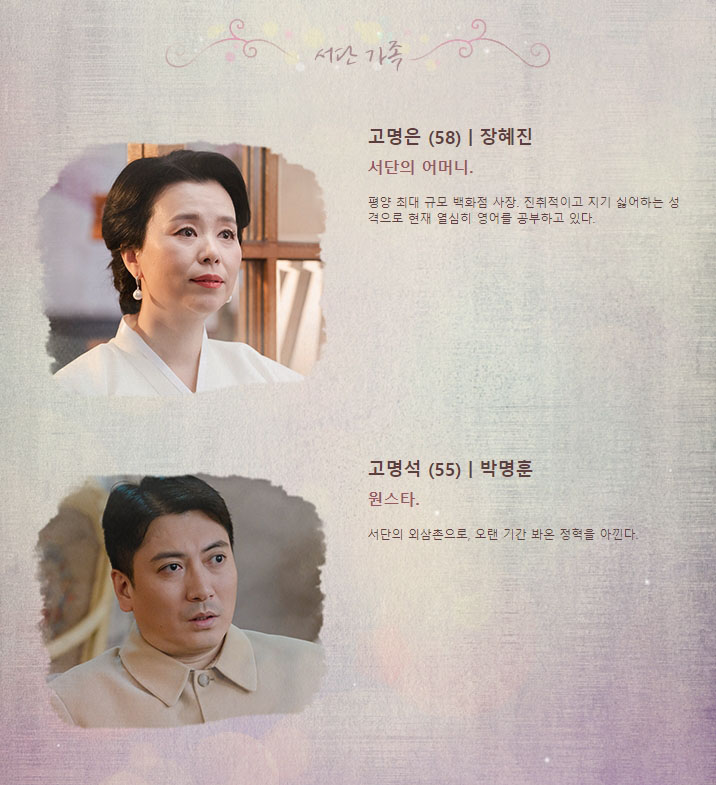 서단 가족
고명은 (58) | 장혜진
서단의 어머니.
평양 최대 규모 백화점 사장. 진취적이고 지기 싫어하는 성
격으로 현재 열심히 영어를 공부하고 있다.
고명석 (55) | 박명훈
원스타.
서단의 외삼촌으로, 오랜 기간 봐온 정혁을 아낀다.